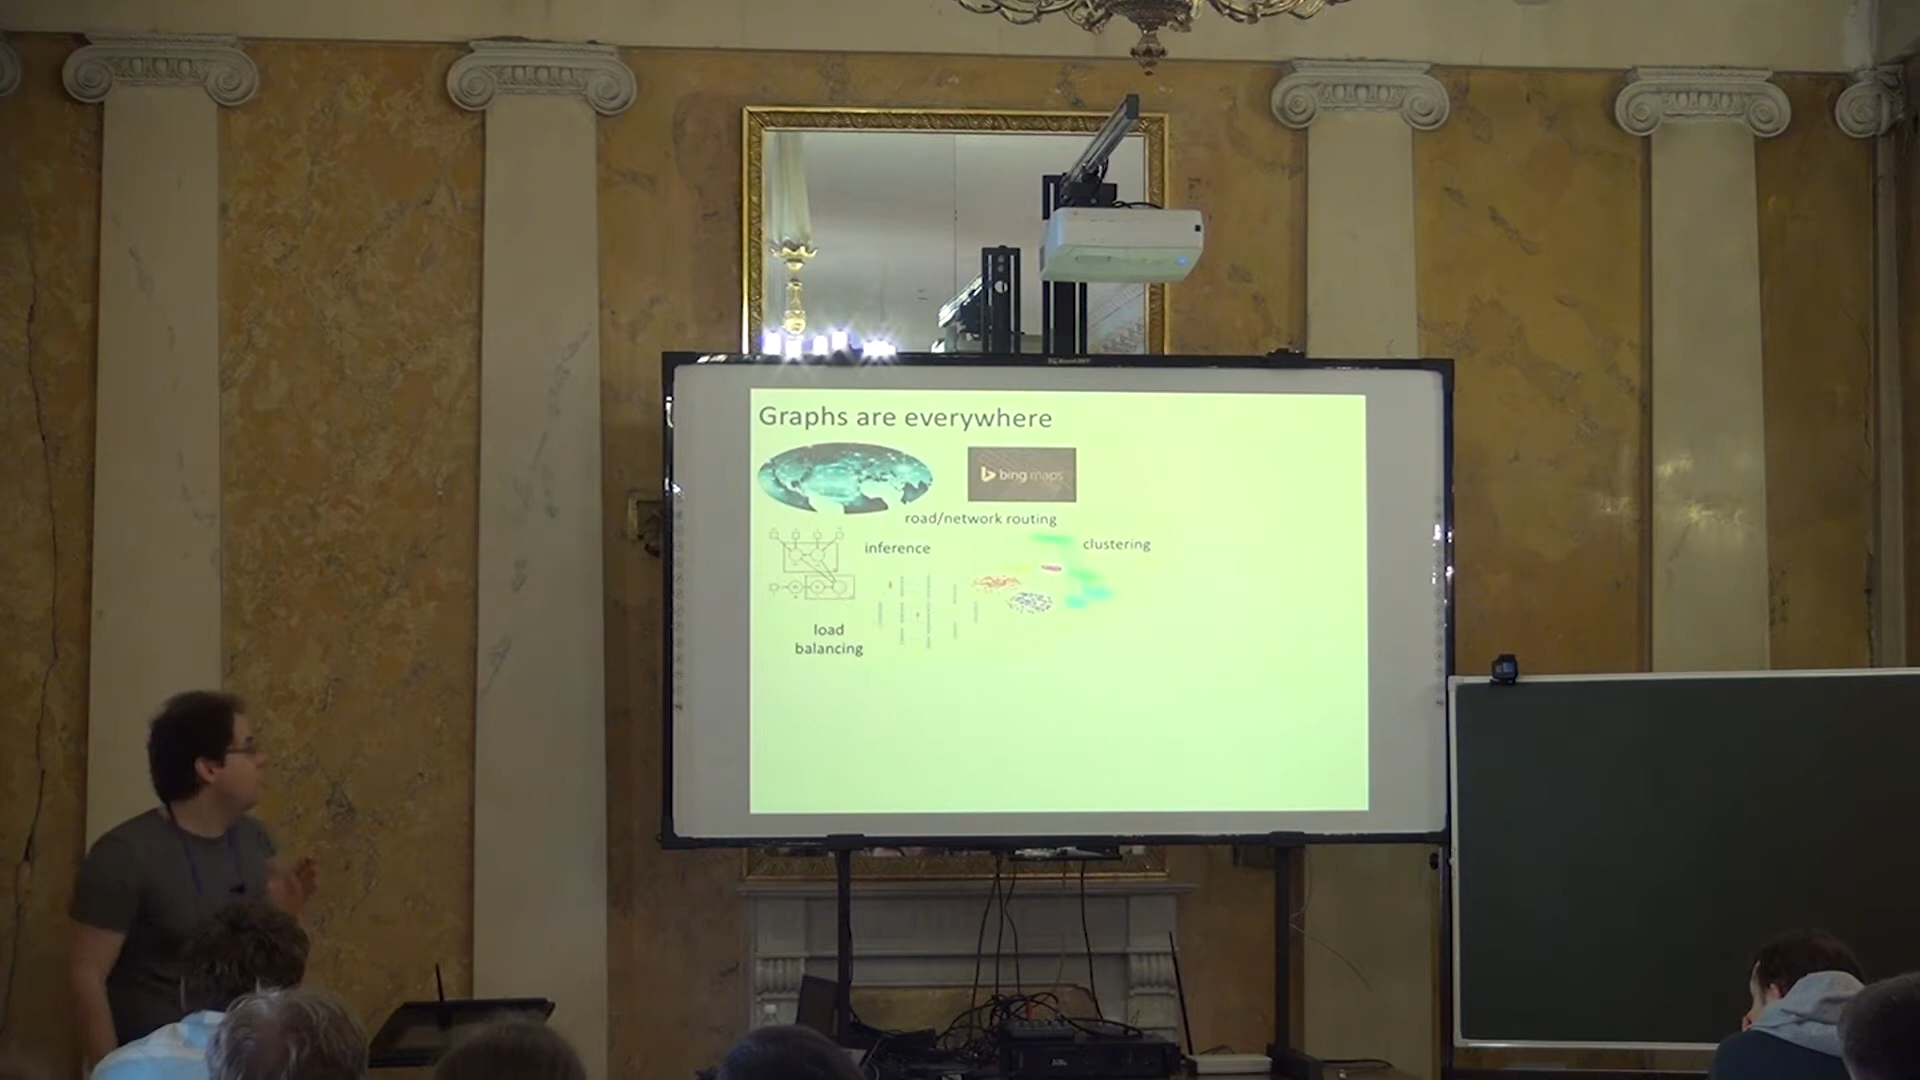 Graphs are everywhere
bing maps
road/network routing
inference
clustering
load
balancing